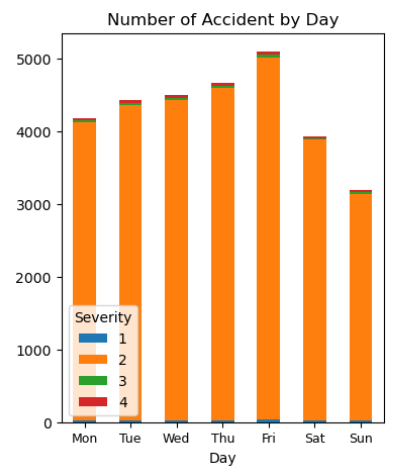 Number of Accident by Day
5000
4000
3000
2000
1000
0
Severity
1
2
3
4
Mon Tue Wed Thu Fri Sat Sun
Day